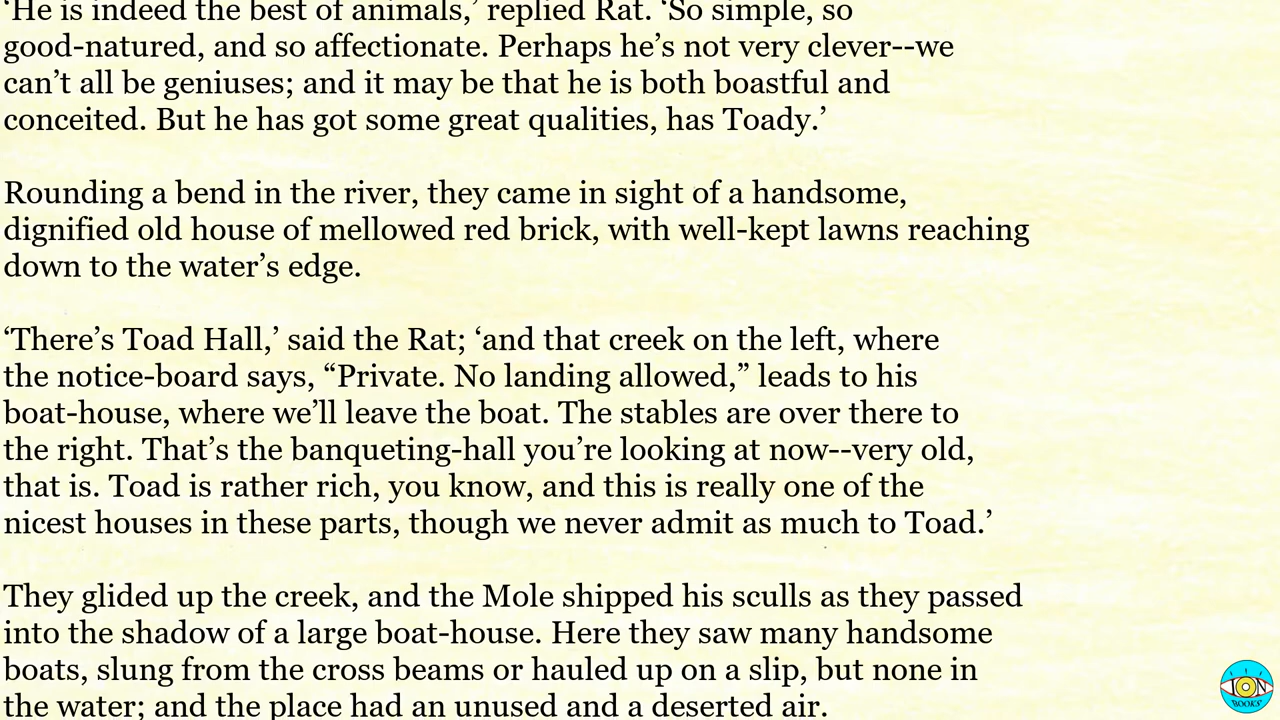 ‘He is indeed the best of animals,’ replied Rat. ‘So simple, so
good-natured, and so affectionate. Perhaps he’s not very clever--we
can’t all be geniuses; and it may be that he is both boastful and
conceited. But he has got some great qualities, has Toady.’
Rounding a bend in the river, they came in sight of a handsome,
dignified old house of mellowed red brick, with well-kept lawns reaching
down to the water’s edge.
‘There’s Toad Hall,’ said the Rat; ‘and that creek on the left, where
the notice-board says, “Private. No landing allowed,” leads to his
boat-house, where we’ll leave the boat. The stables are over there to
the right. That’s the banqueting-hall you’re looking at now--very old,
that is. Toad is rather rich, you know, and this is really one of the
nicest houses in these parts, though we never admit as much to Toad.’
They glided up the creek, and the Mole shipped his sculls as they passed
into the shadow of a large boat-house. Here they saw many handsome
boats, slung from the cross beams or hauled up on a slip, but none in
the water; and the place had an unused and a deserted air.
ION
BOOKS